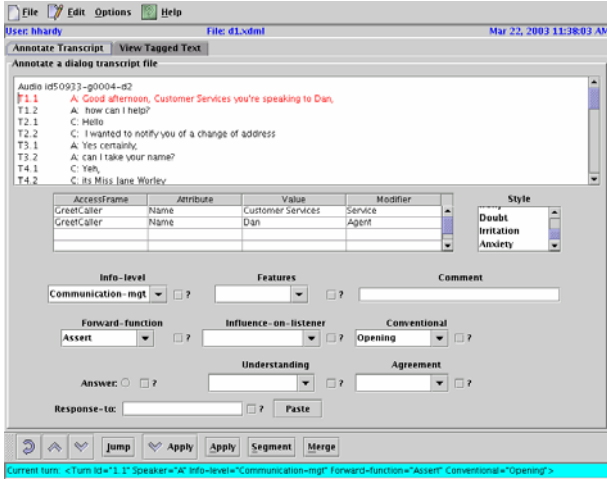 File Edit Options Help
User: hhardy File: d1.xdml Mar 22, 2003 11:38:03 AM
Annotate Transcript View Tagged Text
Annotate a dialog transcript file
Audio id50933-g0004-d2
T1.1 A: Good afternoon, Customer Services you're speaking to Dan,
T1.2 A: how can I help?
T2.1 C: Hello
T2.2 C: I wanted to notify you of a change of address
T3.1 A: Yes certainly,
T3.2 A: can I take your name?
T4.1 C: Yeh,
T4.2 C: its Miss Jane Worley
AccessFrame Attribute Value Modifier Style
GreetCaller Name Customer Services Service
GreetCaller Name Dan Agent
Doubt
Irritation
Anxiety
Info-level Features Comment
Communication-mgt ? ?
Forward-function Influence-on-listener Conventional
Assert ? ? Opening ?
Understanding Agreement
Answer: ? ? ?
Response-to: ? Paste
Jump Apply Apply Segment Merge
Current turn: <Turn Id="1.1" Speaker="A" Info-level="Communication-mgt" Forward-function="Assert" Conventional="Opening">